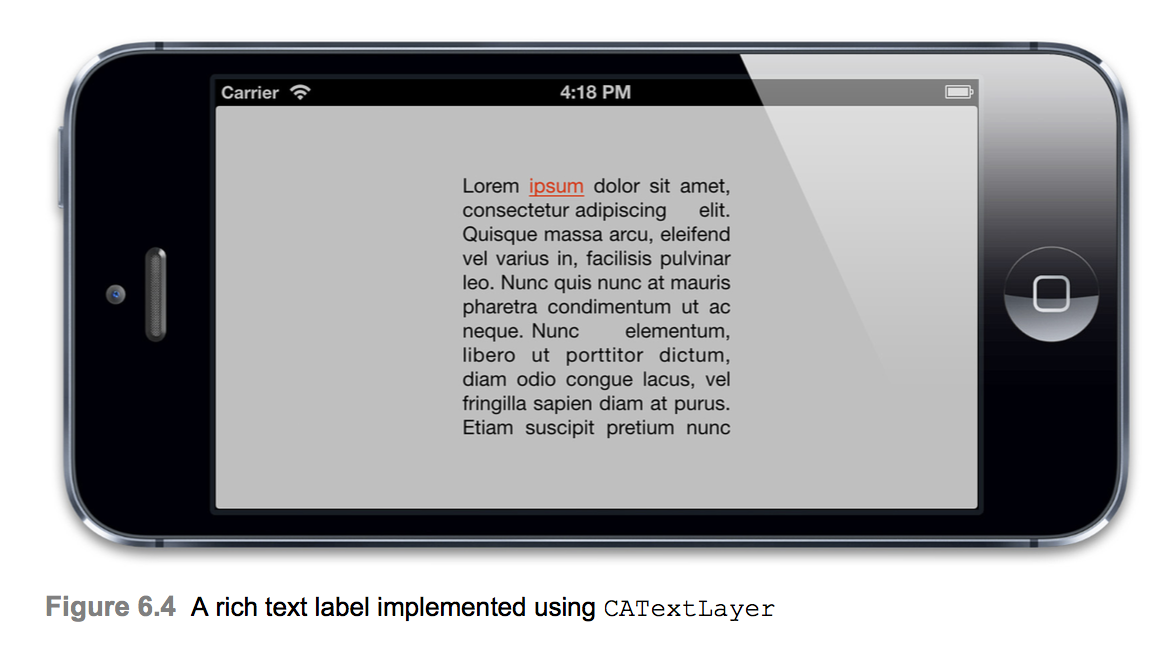 Carrier
4:18 PM
Lorem ipsum dolor sit amet,
consectetur adipiscing elit.
Quisque massa arcu, eleifend
vel varius in, facilisis pulvinar
leo. Nunc quis nunc at mauris
pharetra condimentum ut ac
neque. Nunc elementum,
libero ut porttitor dictum,
diam odio congue lacus, vel
fringilla sapien diam at purus.
Etiam suscipit pretium nunc
Figure 6.4 A rich text label implemented using CATextLayer